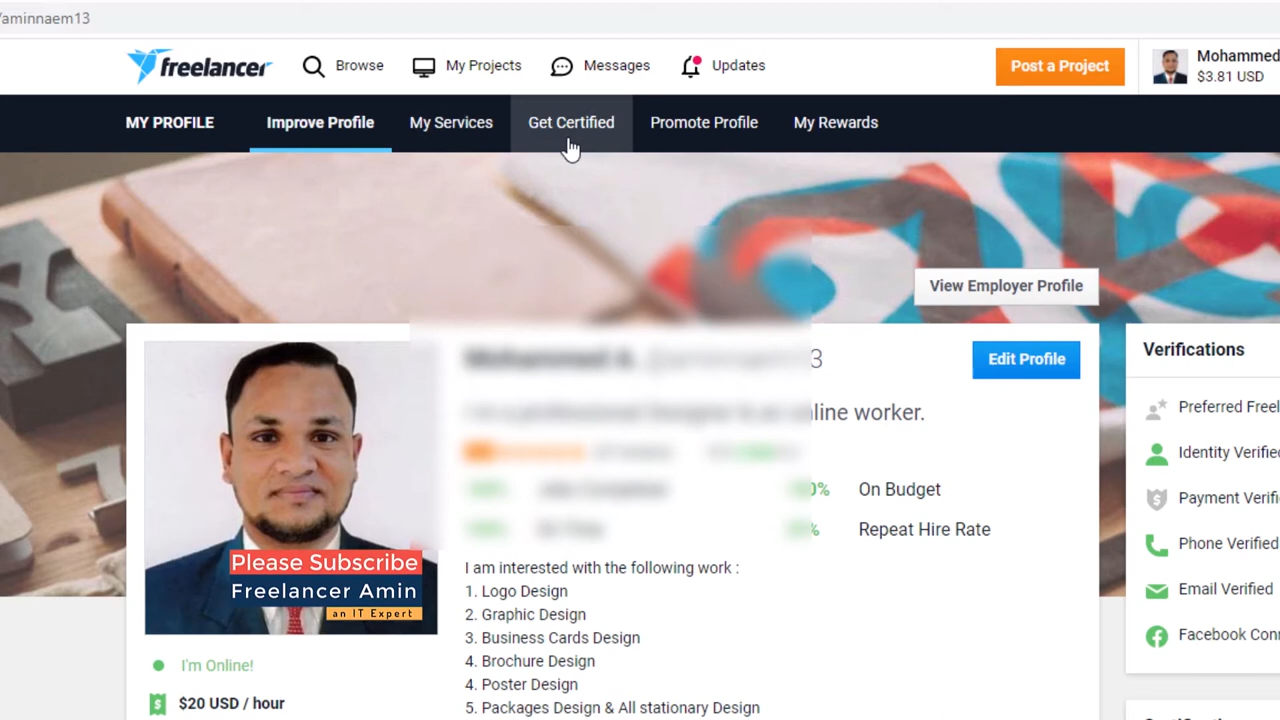 /aminnaem13
freelancer Browse My Projects Messages Updates Post a Project Mohammed
$3.81 USD
MY PROFILE Improve Profile My Services Get Certified Promote Profile My Rewards
View Employer Profile
3
Edit Profile
Verifications
online worker.
Preferred Freel
Identity Verifie
0% On Budget
Payment Verifi
% Repeat Hire Rate
Phone Verified
Please Subscribe
Freelancer Amin
an IT Expert
I am interested with the following work :
1. Logo Design
2. Graphic Design
3. Business Cards Design
4. Brochure Design
4. Poster Design
5. Packages Design & All stationary Design
Email Verified
Facebook Conn
I'm Online!
$20 USD / hour